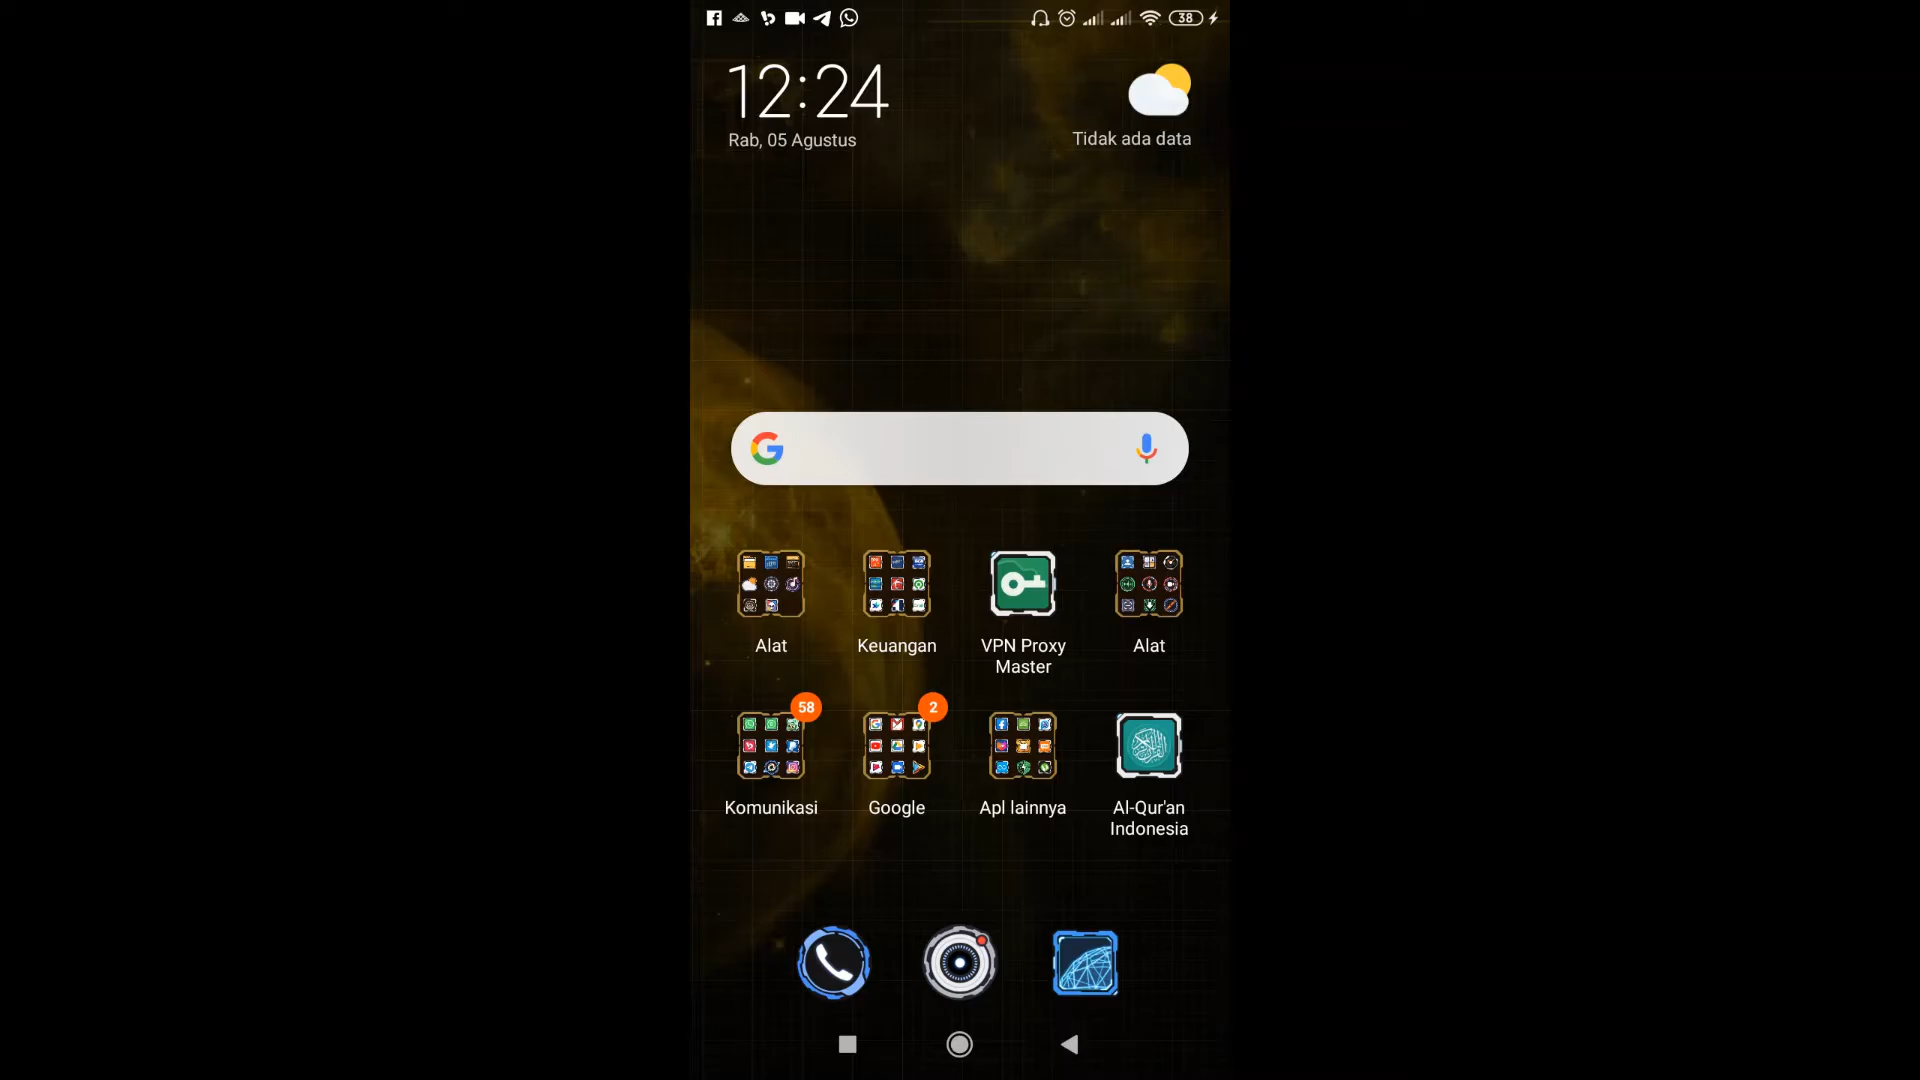 38
12:24
Rab, 05 Agustus
Tidak ada data
Alat
Keuangan
VPN Proxy
Master
Alat
58
2
Komunikasi
Google
Apl lainnya
Al-Qur'an
Indonesia